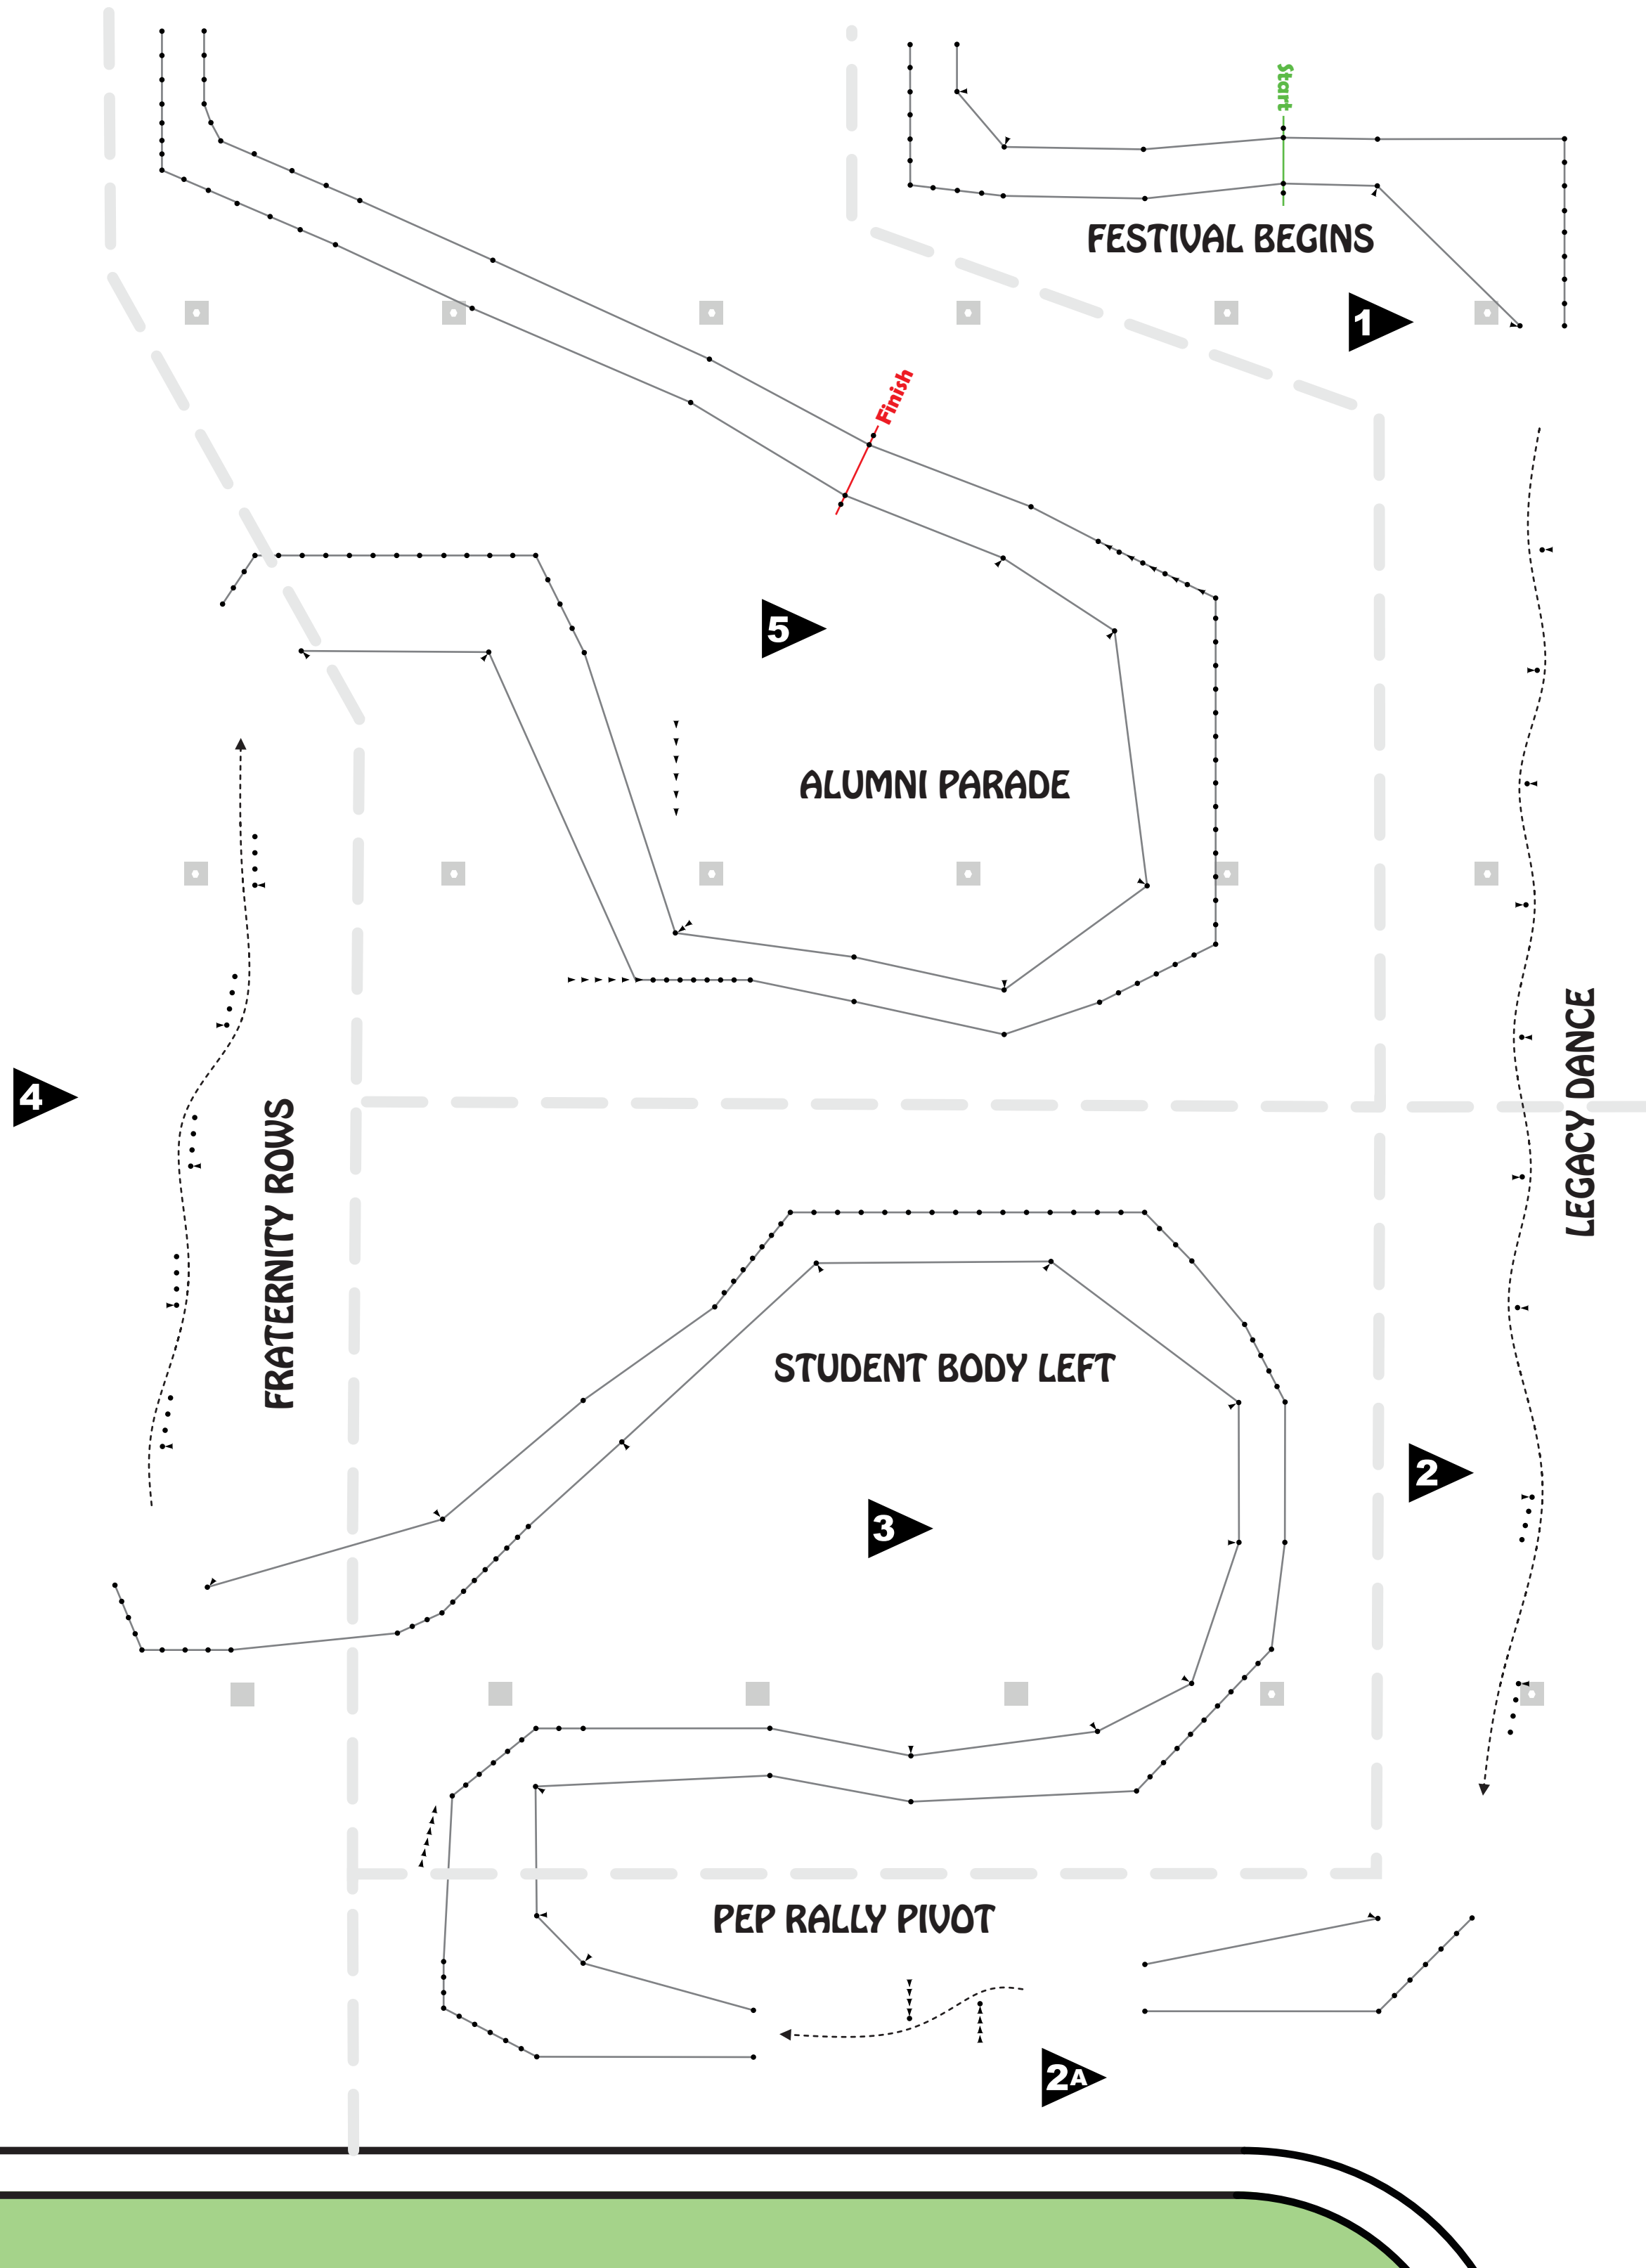 Start
FESTIVAL BEGINS
1
Finish
5
ALUMNI PARADE
4
FRATERNITY ROWS
LEGACY DANCE
STUDENT BODY LEFT
2
3
PEP RALLY PIVOT
2A